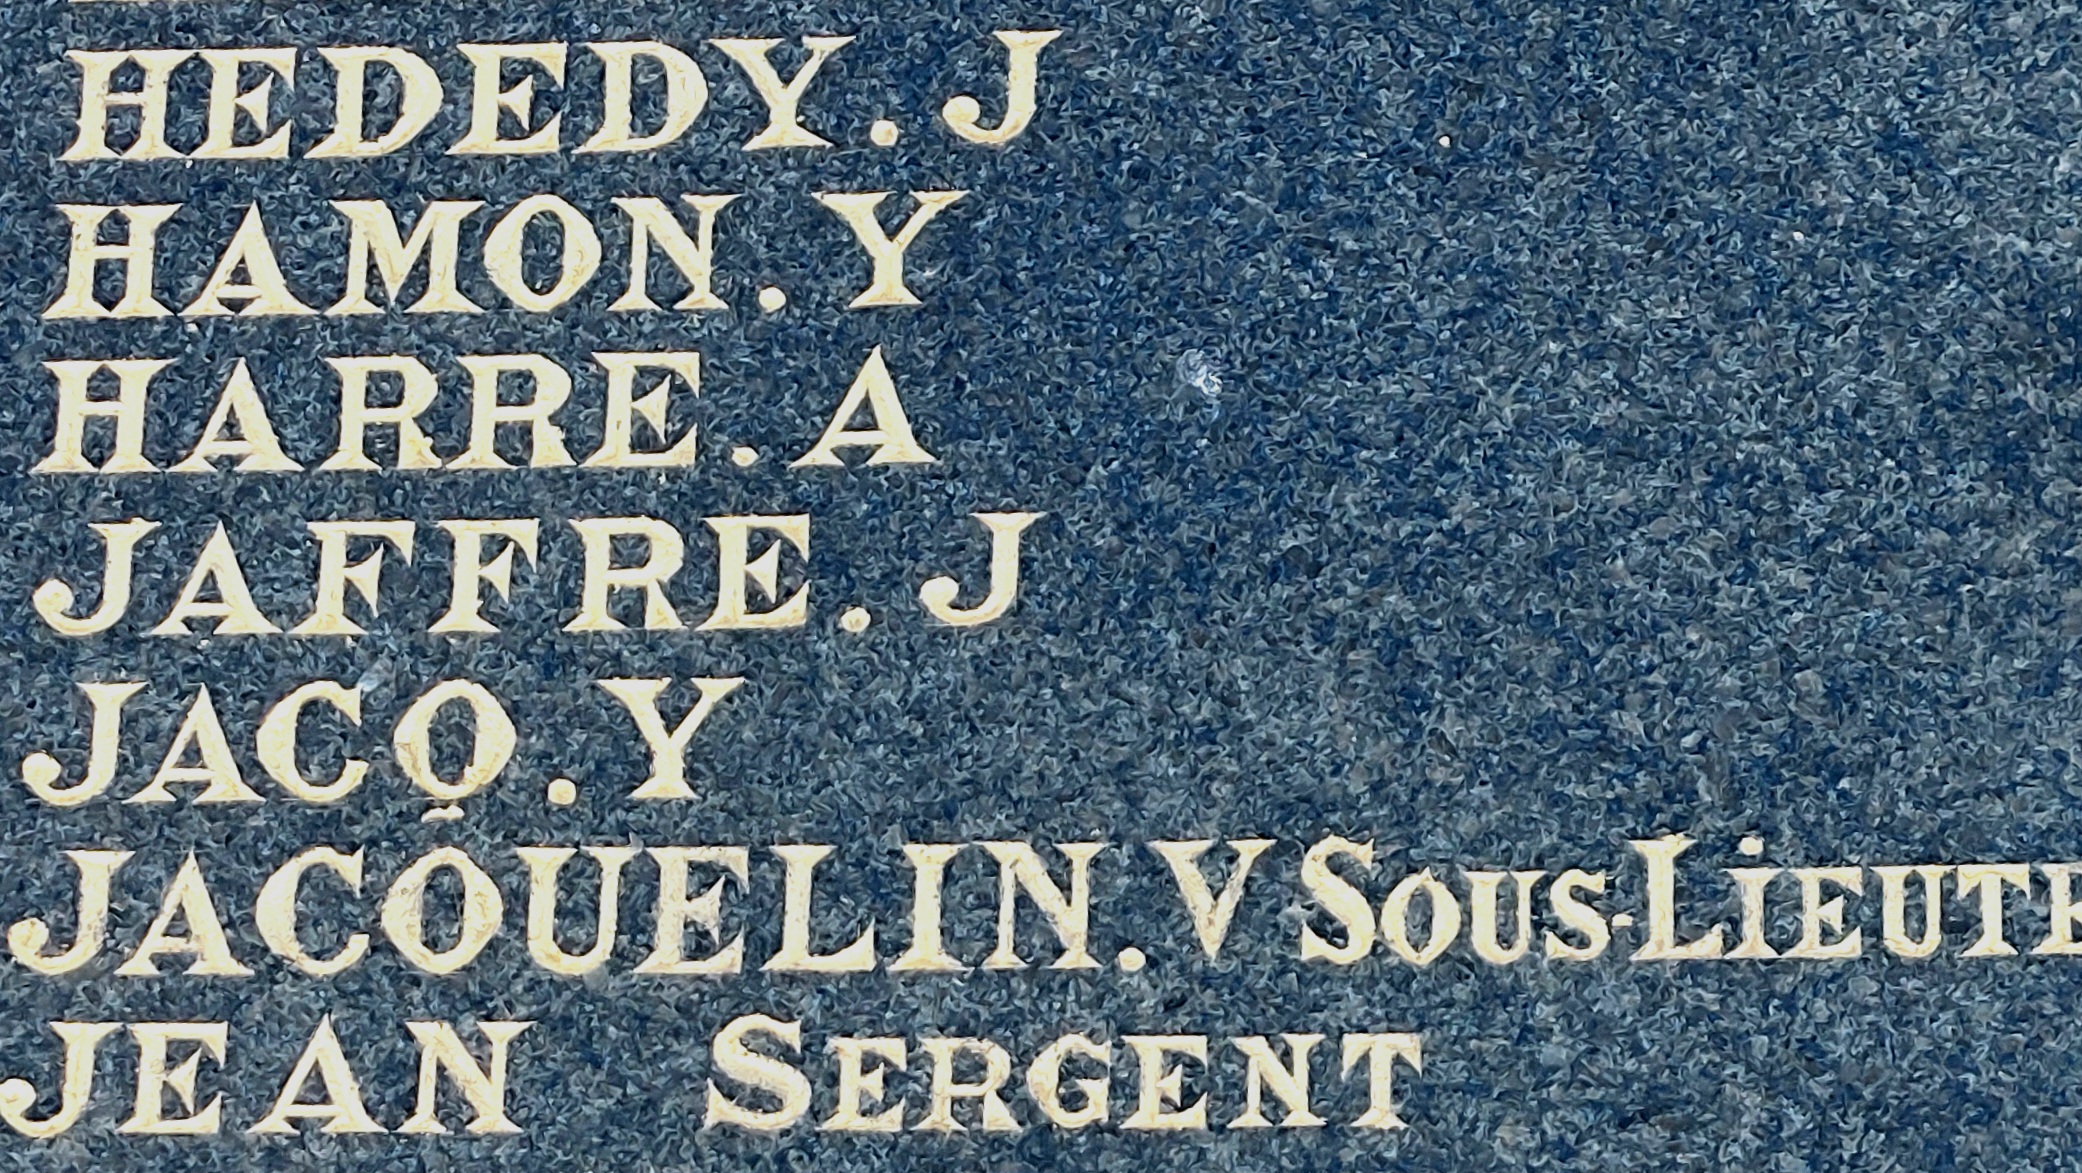 HEDEDY. J
HAMON. Y
HARRE. A
JAFFRE. J
JACQ. Y
JACQUELIN. V SOUS-LiEUTE
JEAN SERGENT